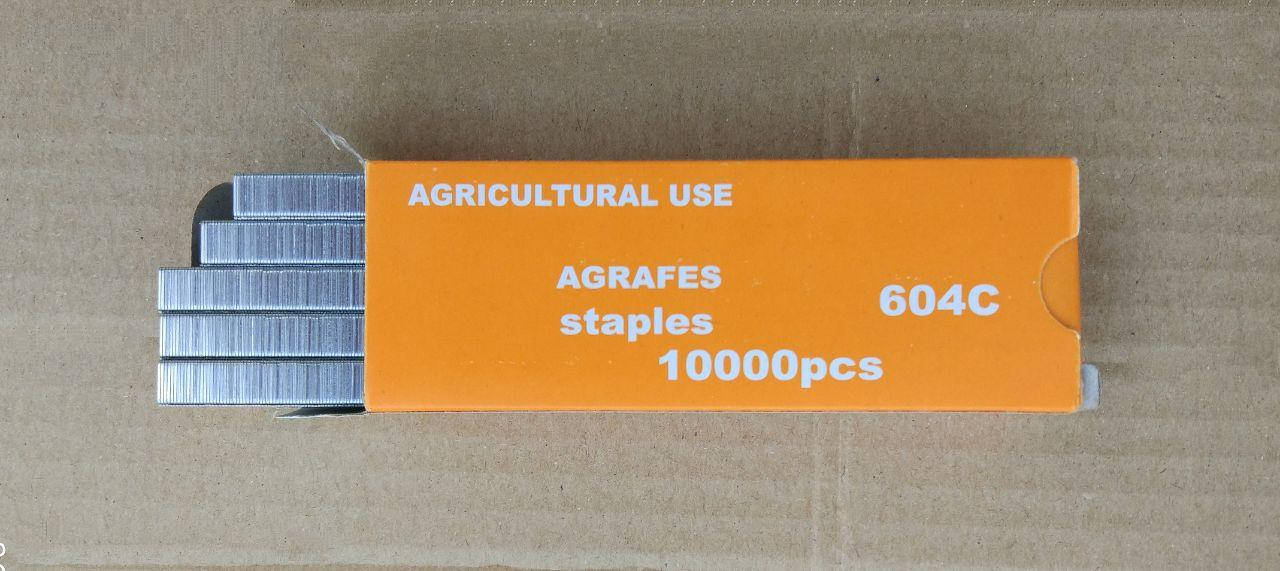 AGRICULTURAL USE
AGRAFES
staples
604C
10000pcs